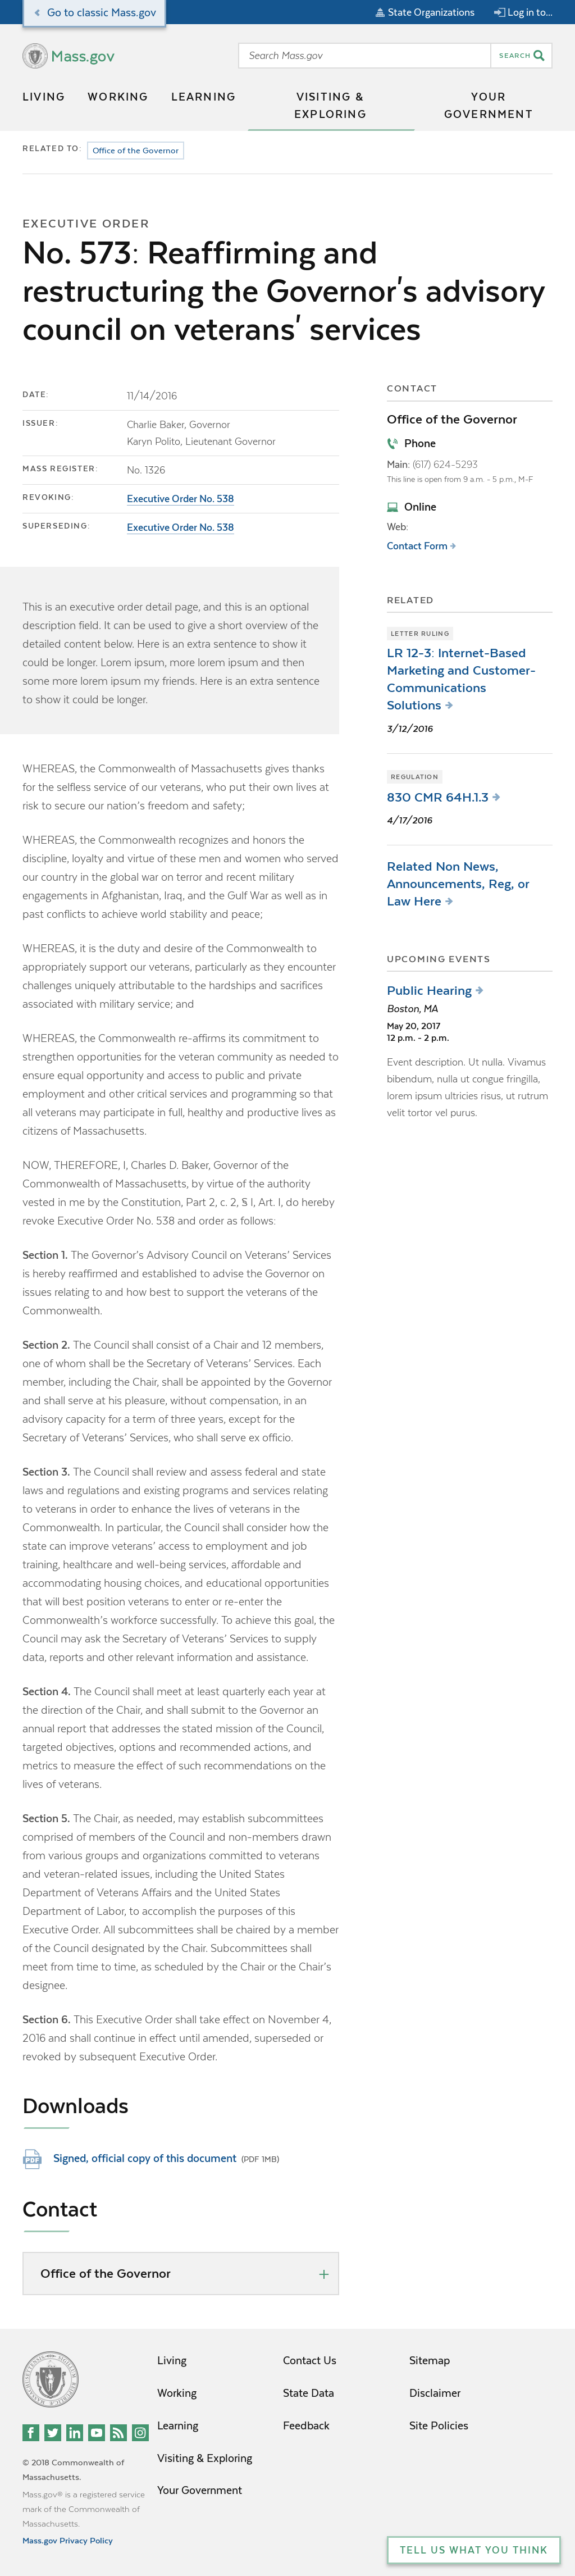 Go to classic Mass.gov
State Organizations
Log in to...
Mass.gov
Search Mass.gov
SEARCH
LIVING
WORKING
LEARNING
VISITING &
EXPLORING
YOUR
GOVERNMENT
RELATED TO:
Office of the Governor
EXECUTIVE ORDER
No. 573: Reaffirming and
restructuring the Governor's advisory
council on veterans' services
DATE:
11/14/2016
ISSUER:
Charlie Baker, Governor
Karyn Polito, Lieutenant Governor
MASS REGISTER:
No. 1326
REVOKING:
Executive Order No. 538
SUPERSEDING:
Executive Order No. 538
This is an executive order detail page, and this is an optional
description field. It can be used to give a short overview of the
detailed content below. Here is an extra sentence to show it
could be longer. Lorem ipsum, more lorem ipsum and then
some more lorem ipsum my friends. Here is an extra sentence
to show it could be longer.
WHEREAS, the Commonwealth of Massachusetts gives thanks
for the selfless service of our veterans, who put their own lives at
risk to secure our nation's freedom and safety;
WHEREAS, the Commonwealth recognizes and honors the
discipline, loyalty and virtue of these men and women who served
our country in the global war on terror and recent military
engagements in Afghanistan, Iraq, and the Gulf War as well as in
past conflicts to achieve world stability and peace;
WHEREAS, it is the duty and desire of the Commonwealth to
appropriately support our veterans, particularly as they encounter
challenges uniquely attributable to the hardships and sacrifices
associated with military service; and
WHEREAS, the Commonwealth re-affirms its commitment to
strengthen opportunities for the veteran community as needed to
ensure equal opportunity and access to public and private
employment and other critical services and programming so that
all veterans may participate in full, healthy and productive lives as
citizens of Massachusetts.
NOW, THEREFORE, I, Charles D. Baker, Governor of the
Commonwealth of Massachusetts, by virtue of the authority
vested in me by the Constitution, Part 2, c. 2, § I, Art. I, do hereby
revoke Executive Order No. 538 and order as follows:
Section 1. The Governor's Advisory Council on Veterans' Services
is hereby reaffirmed and established to advise the Governor on
issues relating to and how best to support the veterans of the
Commonwealth.
Section 2. The Council shall consist of a Chair and 12 members,
one of whom shall be the Secretary of Veterans' Services. Each
member, including the Chair, shall be appointed by the Governor
and shall serve at his pleasure, without compensation, in an
advisory capacity for a term of three years, except for the
Secretary of Veterans' Services, who shall serve ex officio.
Section 3. The Council shall review and assess federal and state
laws and regulations and existing programs and services relating
to veterans in order to enhance the lives of veterans in the
Commonwealth. In particular, the Council shall consider how the
state can improve veterans' access to employment and job
training, healthcare and well-being services, affordable and
accommodating housing choices, and educational opportunities
that will best position veterans to enter or re-enter the
Commonwealth's workforce successfully. To achieve this goal, the
Council may ask the Secretary of Veterans' Services to supply
data, reports and other relevant information and assistance.
Section 4. The Council shall meet at least quarterly each year at
the direction of the Chair, and shall submit to the Governor an
annual report that addresses the stated mission of the Council,
targeted objectives, options and recommended actions, and
metrics to measure the effect of such recommendations on the
lives of veterans.
Section 5. The Chair, as needed, may establish subcommittees
comprised of members of the Council and non-members drawn
from various groups and organizations committed to veterans
and veteran-related issues, including the United States
Department of Veterans Affairs and the United States
Department of Labor, to accomplish the purposes of this
Executive Order. All subcommittees shall be chaired by a member
of the Council designated by the Chair. Subcommittees shall
meet from time to time, as scheduled by the Chair or the Chair's
designee.
Section 6. This Executive Order shall take effect on November 4,
2016 and shall continue in effect until amended, superseded or
revoked by subsequent Executive Order.
Downloads
PDF
Signed, official copy of this document (PDF 1MB)
Contact
Office of the Governor
CONTACT
Office of the Governor
Phone
Main: (617) 624-5293
This line is open from 9 a.m. - 5 p.m., M-F
Online
Web:
Contact Form
RELATED
LETTER RULING
LR 12-3: Internet-Based
Marketing and Customer-
Communications
Solutions
3/12/2016
REGULATION
830 CMR 64H.1.3
4/17/2016
Related Non News,
Announcements, Reg, or
Law Here
UPCOMING EVENTS
Public Hearing
Boston, MA
May 20, 2017
12 p.m. - 2 p.m.
Event description. Ut nulla. Vivamus
bibendum, nulla ut congue fringilla,
lorem ipsum ultricies risus, ut rutrum
velit tortor vel purus.
© 2018 Commonwealth of
Massachusetts.
Mass.gov® is a registered service
mark of the Commonwealth of
Massachusetts.
Mass.gov Privacy Policy
Living
Working
Learning
Visiting & Exploring
Your Government
Contact Us
State Data
Feedback
Sitemap
Disclaimer
Site Policies
TELL US WHAT YOU THINK